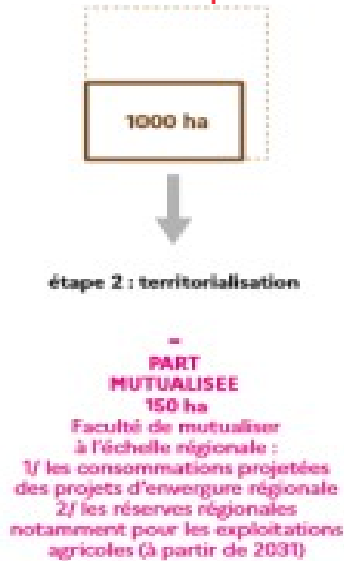 1000 ha
étape 2 : territorialisation
–
PART
MUTUALISEE
150 ha
Faculté de mutualiser
à l'échelle régionale :
1/ les consommations projetées
des projets d'envergure régionale
2/ les réserves régionales
notamment pour les exploitations
agricoles (à partir de 2031)